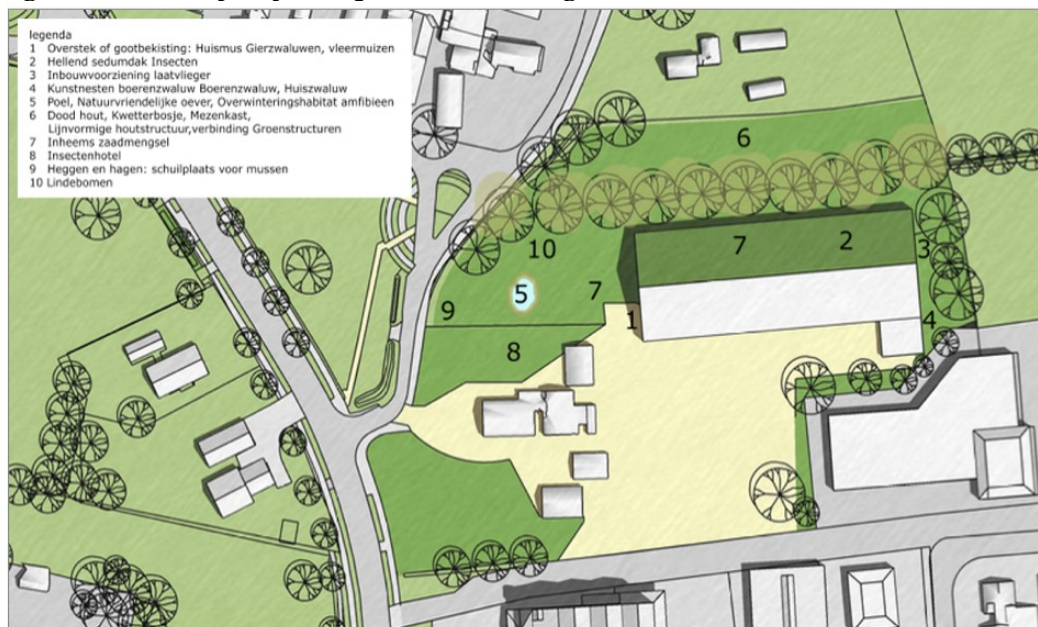 legenda
1 Overstek of gootbekisting: Huismus Gierzwaluwen, vleermuizen
2 Hellend sedumdak Insecten
3 Inbouwvoorziening laatvlieger
4 Kunstnesten boerenzwaluw Boerenzwaluw, Huiszwaluw
5 Poel, Natuurvriendelijke oever, Overwinteringshabitat amfibieen
6 Dood hout, Kwetterbosje, Mezenkast,
Lijnvormige houtstructuur,verbinding Groenstructuren
7 Inheems zaadmengsel
8 Insectenhotel
9 Heggen en hagen: schuilplaats voor mussen
10 Lindebomen
6
10
7
2
3
5
7
9
1
4
8